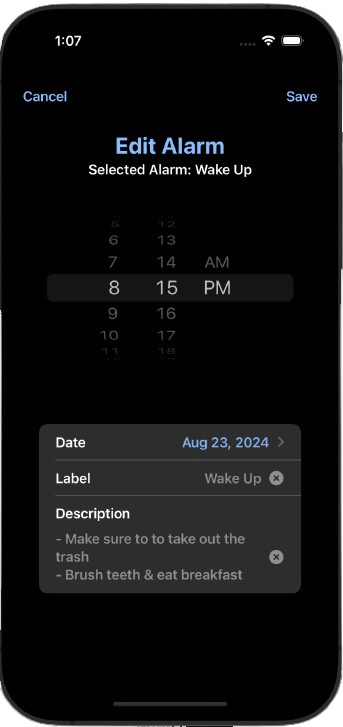 1:07
Cancel Save
Edit Alarm
Selected Alarm: Wake Up
5 12
6 13
7 14 AM
8 15 PM
9 16
10 17
11 18
Date Aug 23, 2024
Label Wake Up
Description
- Make sure to to take out the
trash
- Brush teeth & eat breakfast